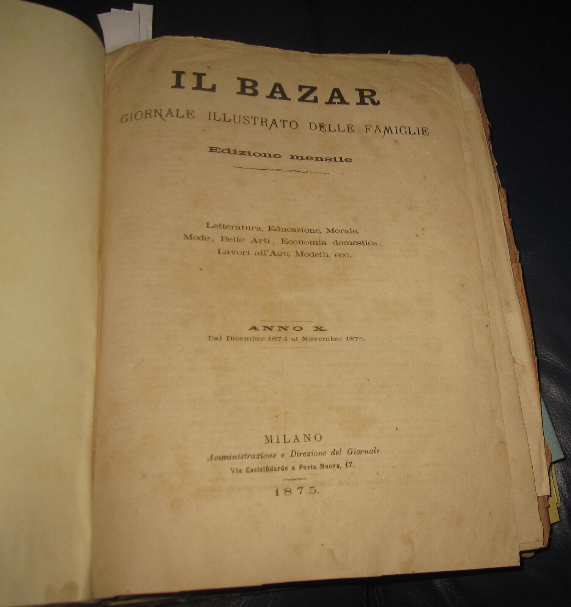 IL BAZAR
GIORNALE ILLUSTRATO DELLE FAMIGLIE
Edizione mensile
Letteratura, Educazione, Morale
Mode, Belle Arti, Economia domestica,
Lavori all'Ago, Modelli, ecc.
ANNO X.
Dal Dicembre 1874 al Novembre 1875.
MILANO
Amministrazione e Direzione del Giornale
Via Castelfidardo a Porta Nuova, 17.
1875.